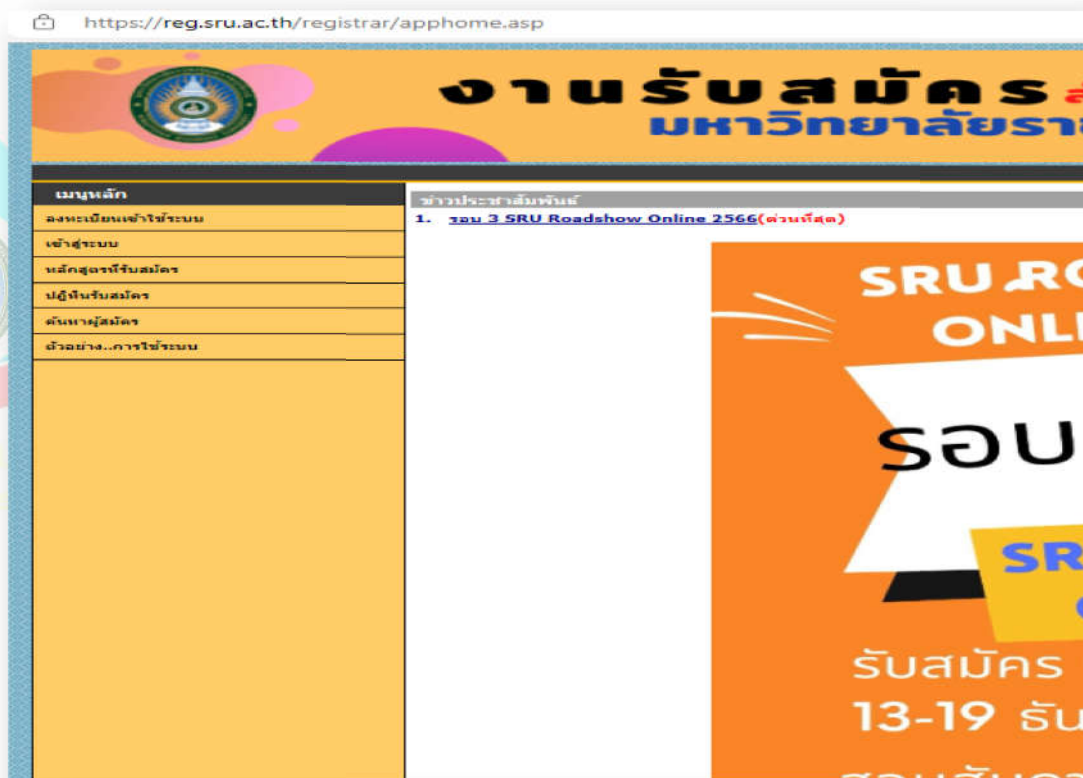 https://reg.sru.ac.th/registrar/apphome.asp
งานรับสมัคร
มหาวิทยาลัยราช
เมนูหลัก
ลงทะเบียนเข้าใช้ระบบ
เข้าสู่ระบบ
หลักสูตรที่รับสมัคร
ปฏิทินรับสมัคร
ค้นหาผู้สมัคร
ตัวอย่าง..การใช้ระบบ
ข่าวประชาสัมพันธ์
1. รอบ 3 SRU Roadshow Online 2566(ด่วนที่สุด)
SRU RO
ONLI
รอบ
SR
รับสมัคร
13-19 ธัน